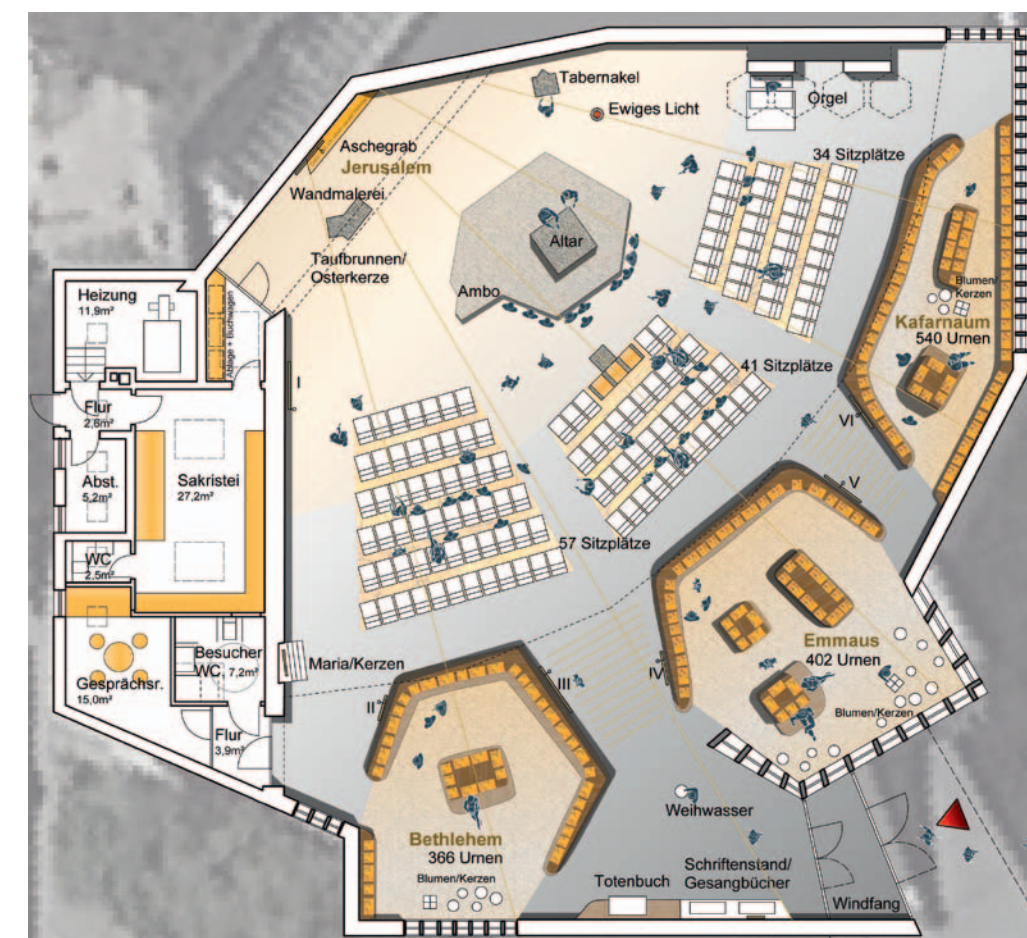 Tabernakel
Ewiges Licht
Orgel
34 Sitzplätze
Aschegrab
Jerusalem
Wandmalerei
Taufbrunnen/
Osterkerze
Altar
Ambo
Blumen/
Kerzen
Kafarnaum
540 Urnen
Heizung
11,9m²
Ablage + Buchwagen
I
41 Sitzplätze
VI
Flur
2,6m²
Abst.
5,2m²
Sakristei
27,2m²
V
57 Sitzplätze
WC
2,5m²
Emmaus
402 Urnen
Besucher
WC 7,2m²
Maria/Kerzen
Gesprächsr.
15,0m²
II
III
IV
Blumen/Kerzen
Flur
3,9m²
Weihwasser
Bethlehem
366 Urnen
Blumen/Kerzen
Totenbuch
Schriftenstand/
Gesangbücher
Windfang